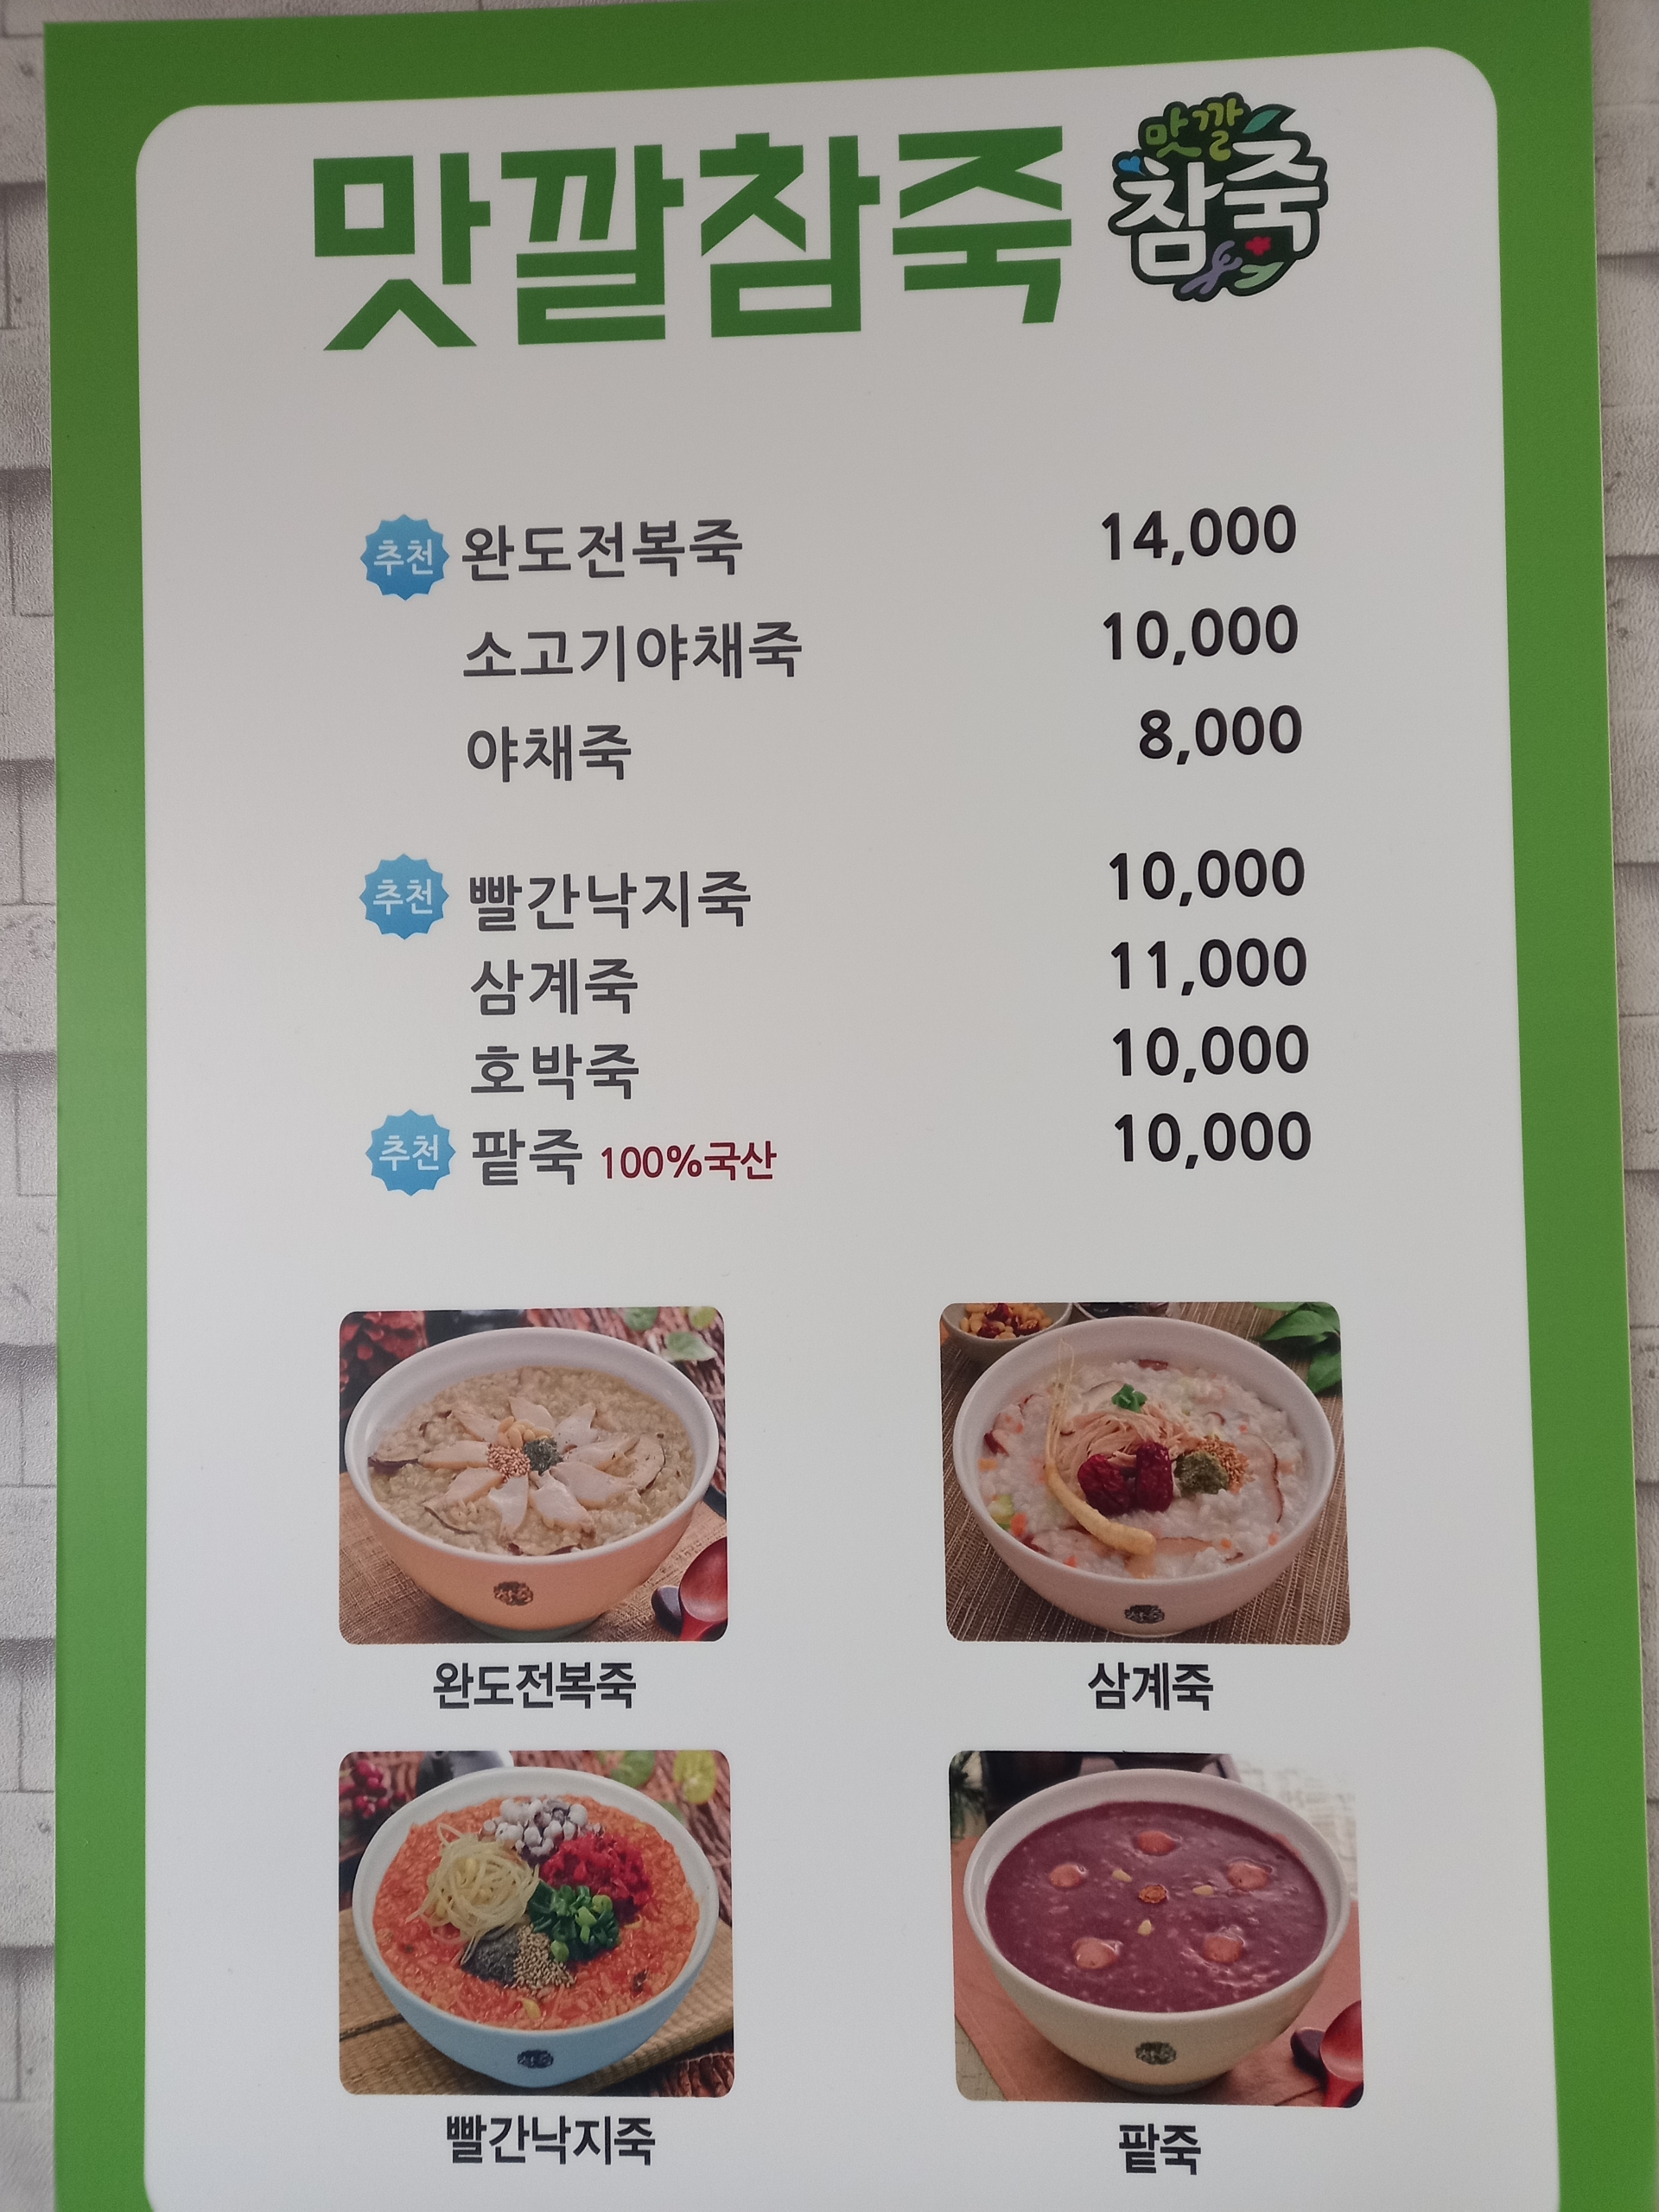 맛깔참죽
맛깔
참죽
추천 완도전복죽 14,000
소고기야채죽 10,000
야채죽 8,000
추천 빨간낙지죽 10,000
삼계죽 11,000
호박죽 10,000
추천 팥죽 100%국산 10,000
완도전복죽 삼계죽
빨간낙지죽 팥죽